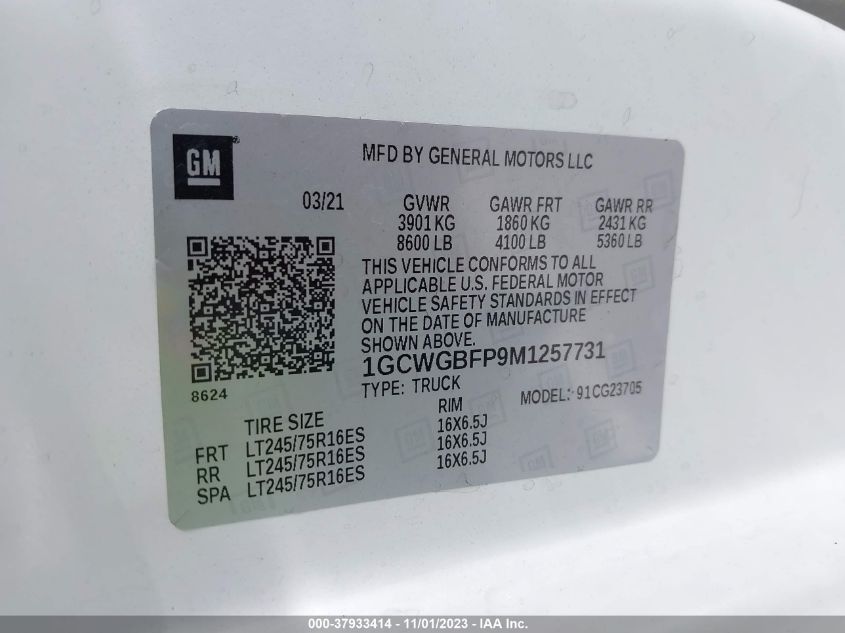 GM
MFD BY GENERAL MOTORS LLC
03/21 GVWR GAWR FRT GAWR RR
3901 KG 1860 KG 2431 KG
8600 LB 4100 LB 5360 LB
THIS VEHICLE CONFORMS TO ALL
APPLICABLE U.S. FEDERAL MOTOR
VEHICLE SAFETY STANDARDS IN EFFECT
ON THE DATE OF MANUFACTURE
SHOWN ABOVE.
1GCWGBFP9M1257731
8624
TYPE: TRUCK MODEL: 91CG23705
TIRE SIZE RIM
FRT LT245/75R16ES 16X6.5J
RR LT245/75R16ES 16X6.5J
SPA LT245/75R16ES 16X6.5J
000-37933414 - 11/01/2023 - IAA Inc.